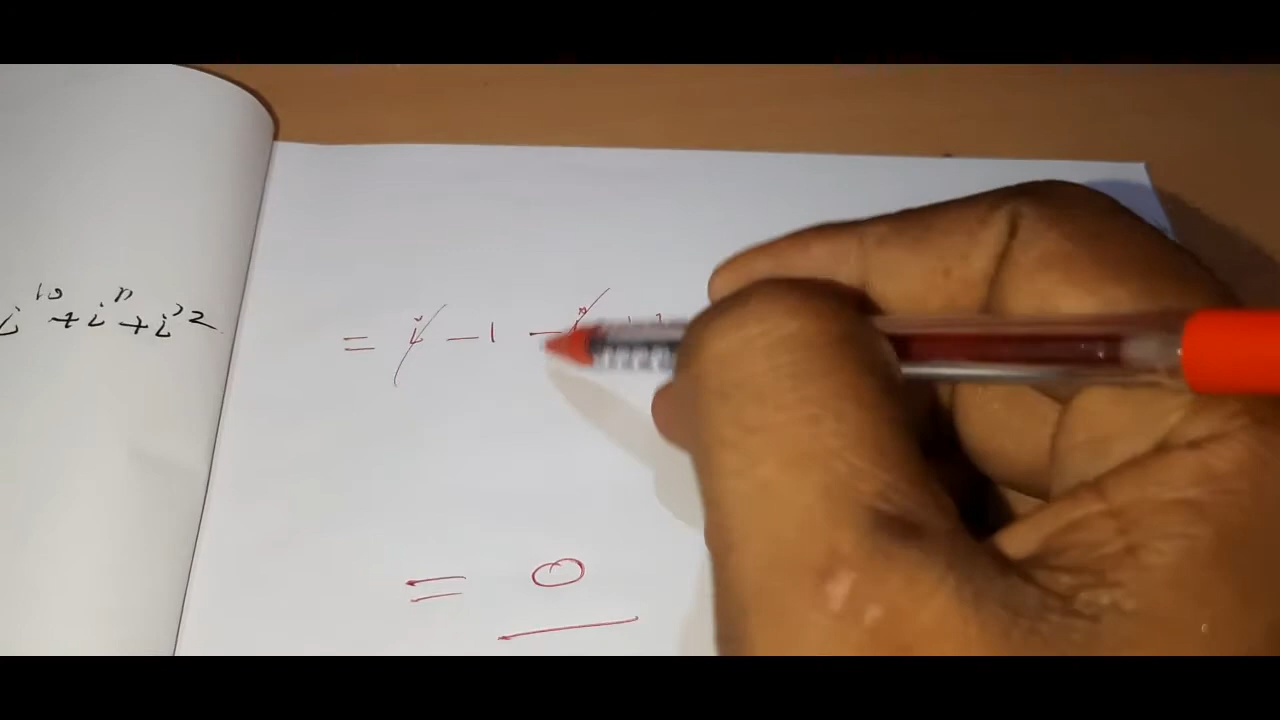 i¹⁰ + i¹¹ + i¹²
= i - 1 - i
= 0